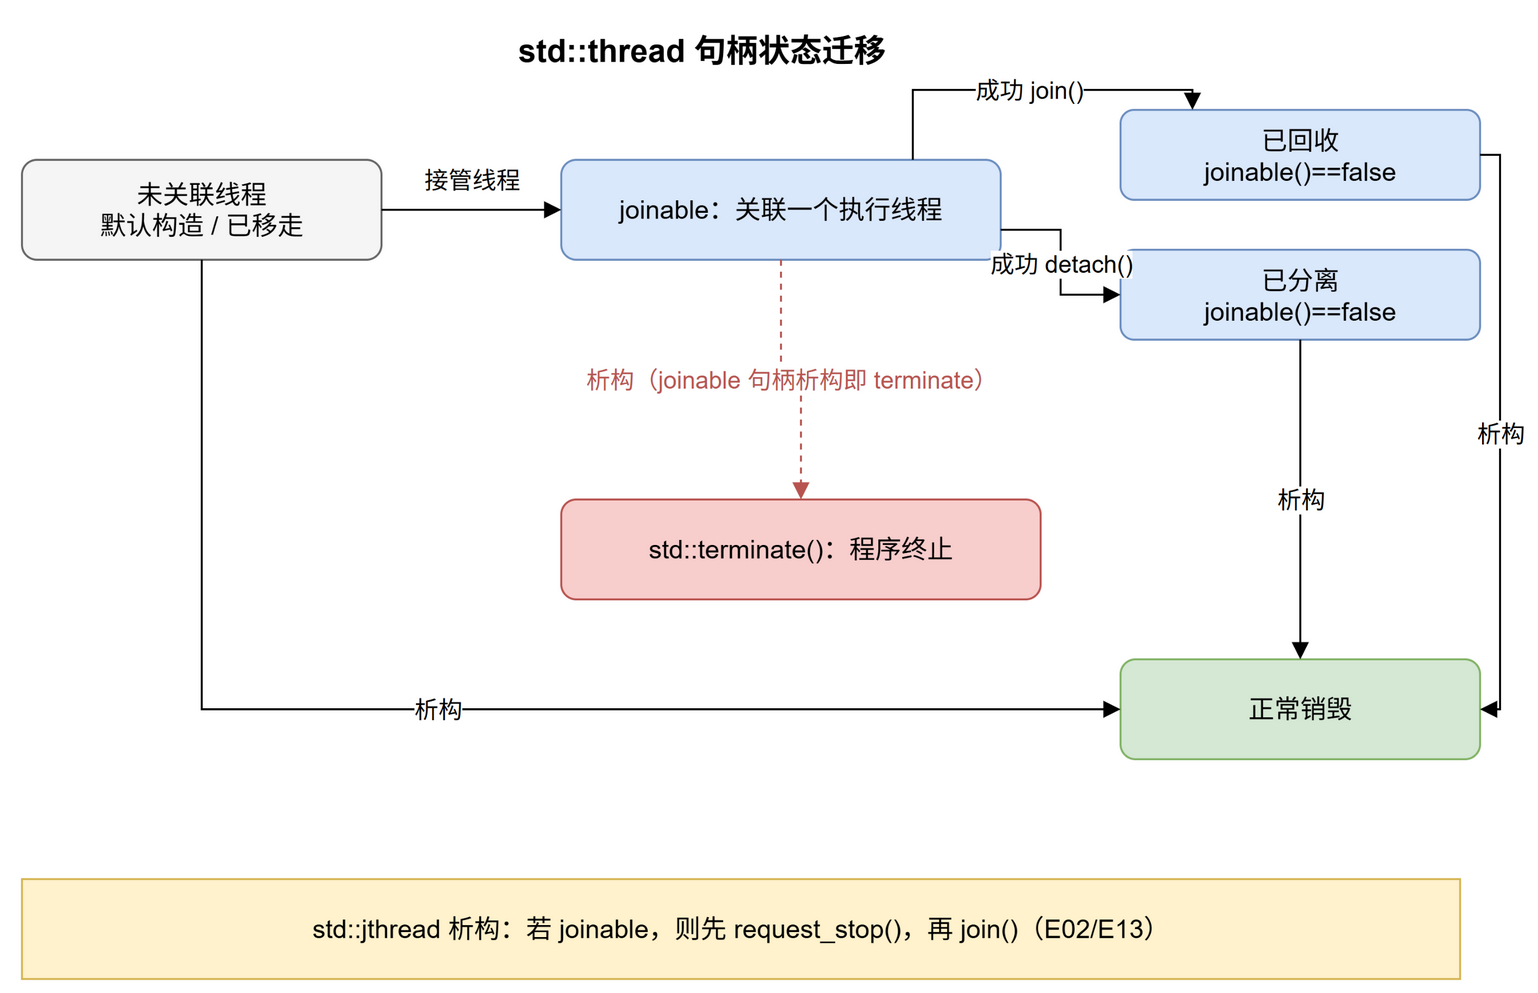 std::thread 句柄状态迁移
成功 join()
已回收
joinable()==false
未关联线程
默认构造 / 已移走
接管线程
joinable：关联一个执行线程
成功 detach()
已分离
joinable()==false
析构（joinable 句柄析构即 terminate）
析构
析构
std::terminate()：程序终止
析构
正常销毁
std::jthread 析构：若 joinable，则先 request_stop()，再 join()（E02/E13）